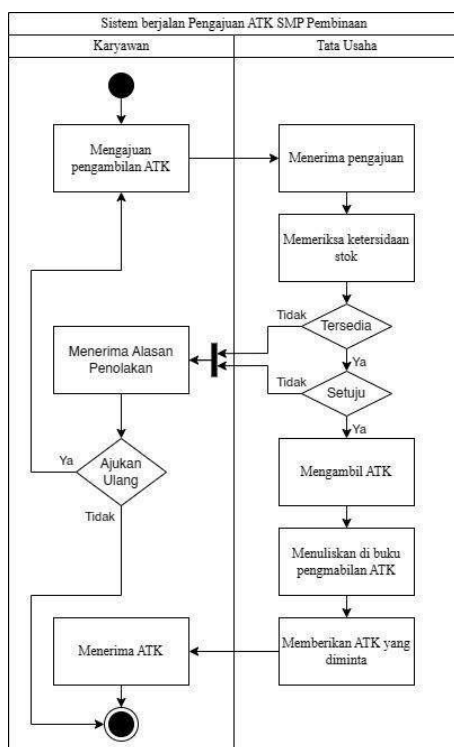 Sistem berjalan Pengajuan ATK SMP Pembinaan
Karyawan
Tata Usaha
Mengajuan
pengambilan ATK
Menerima pengajuan
Memeriksa ketersidaan
stok
Tidak
Tersedia
Ya
Menerima Alasan
Penolakan
Tidak
Setuju
Ya
Ya
Ajukan
Ulang
Tidak
Mengambil ATK
Menuliskan di buku
pengmabilan ATK
Menerima ATK
Memberikan ATK yang
diminta